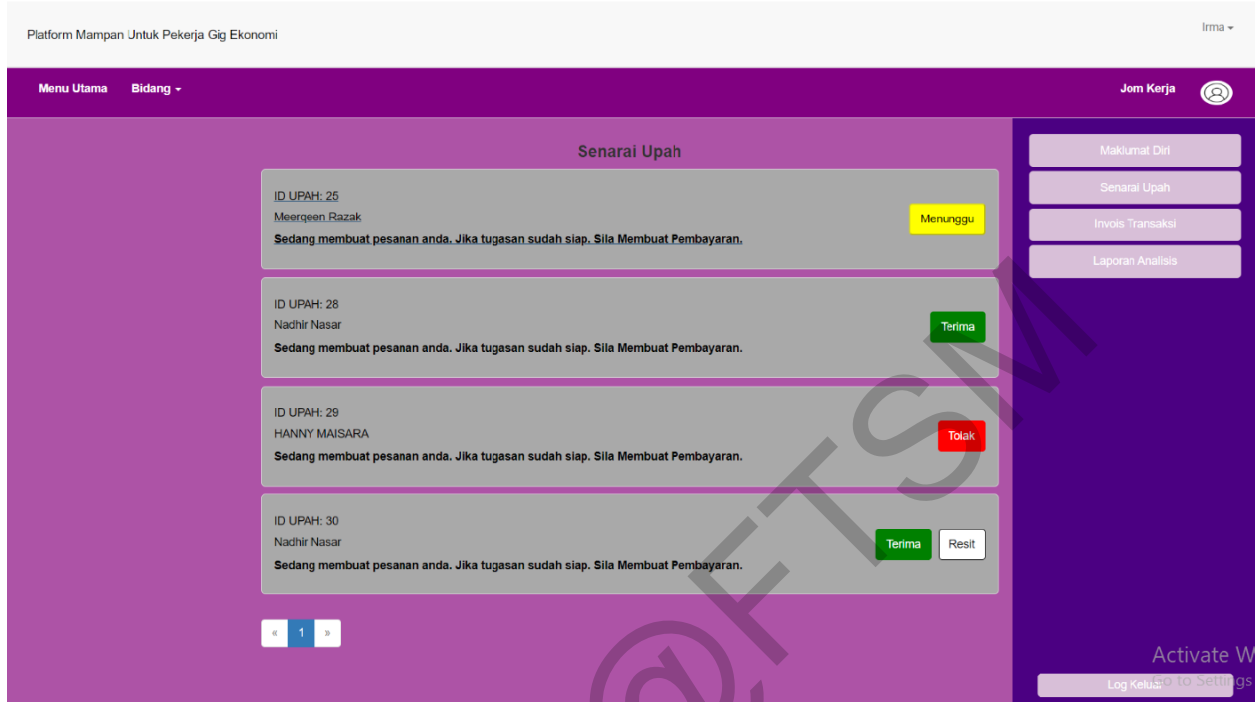 Platform Mampan Untuk Pekerja Gig Ekonomi
Irma
Menu Utama
Bidang
Jom Kerja
Senarai Upah
ID UPAH: 25
Meerqeen Razak
Sedang membuat pesanan anda. Jika tugasan sudah siap. Sila Membuat Pembayaran.
Menunggu
ID UPAH: 28
Nadhir Nasar
Sedang membuat pesanan anda. Jika tugasan sudah siap. Sila Membuat Pembayaran.
Terima
ID UPAH: 29
HANNY MAISARA
Sedang membuat pesanan anda. Jika tugasan sudah siap. Sila Membuat Pembayaran.
Tolak
ID UPAH: 30
Nadhir Nasar
Sedang membuat pesanan anda. Jika tugasan sudah siap. Sila Membuat Pembayaran.
Terima
Resit
« 1 »
Maklumat Diri
Senarai Upah
Invois Transaksi
Laporan Analisis
Activate W
Log Keluar
Go to Settings
@FTSM